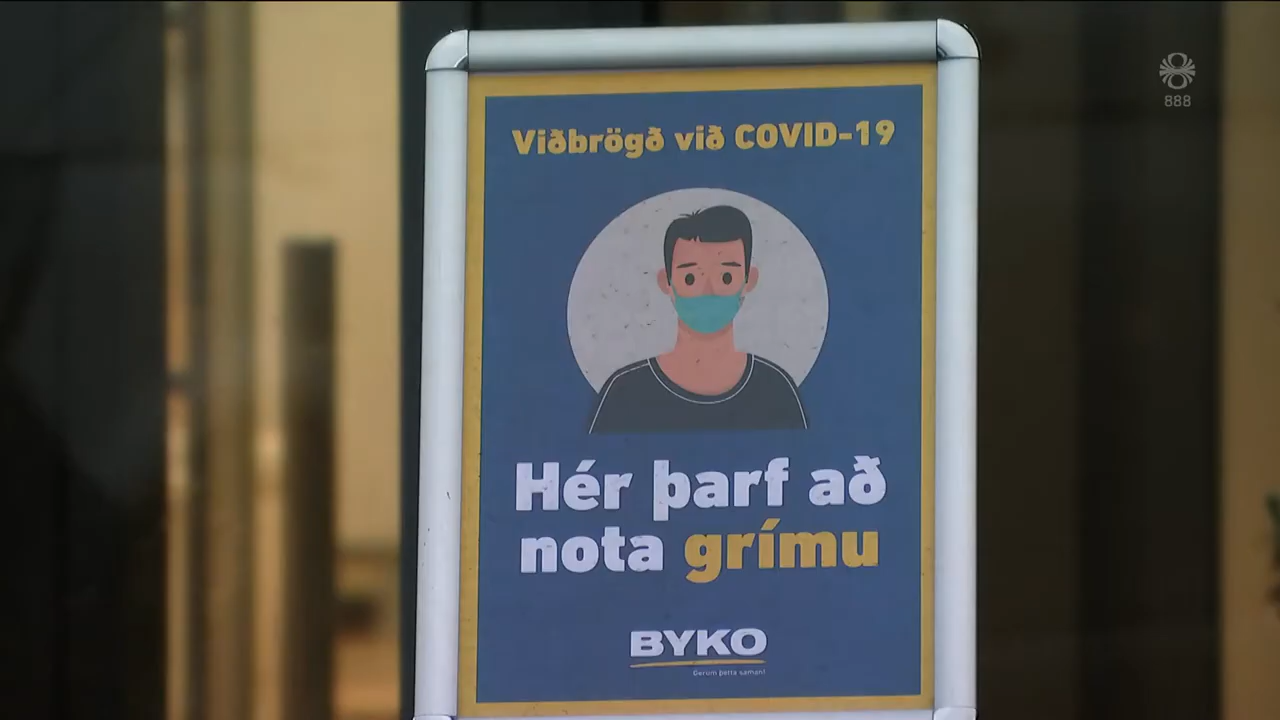 888
Viðbrögð við COVID-19
Hér þarf að
nota grímu
BYKO
Gerum þetta saman!